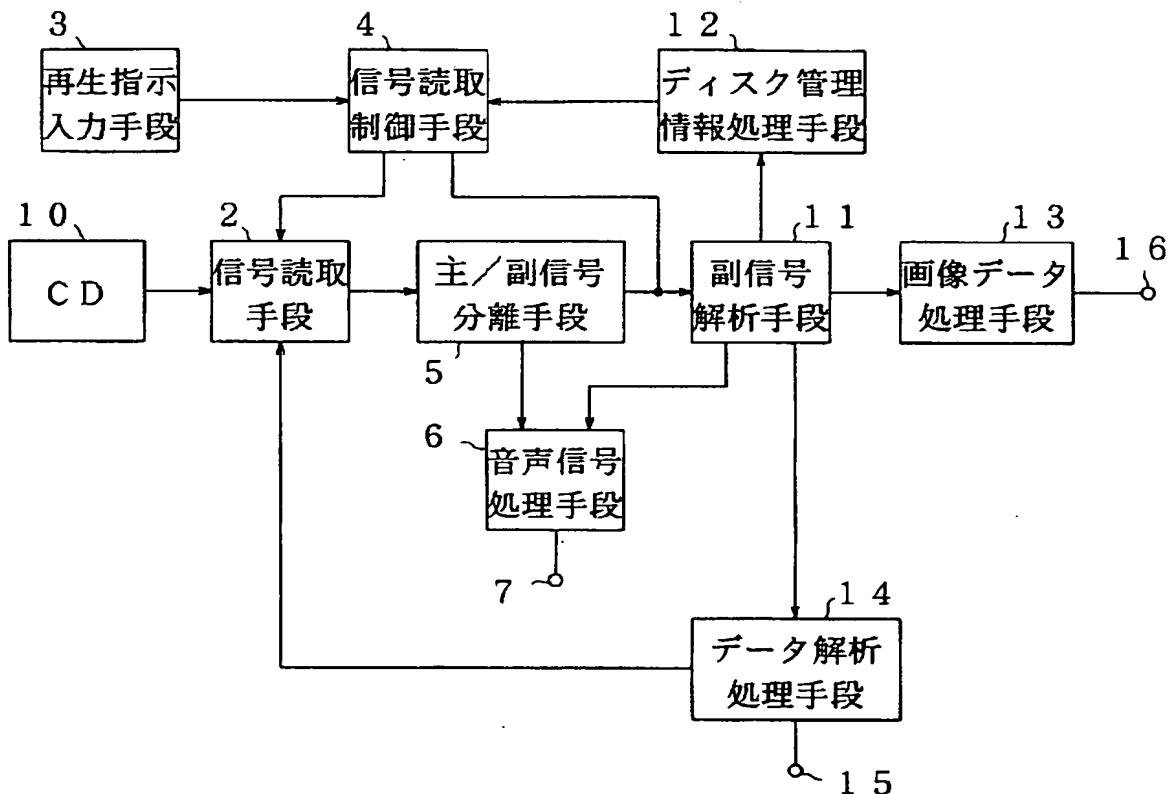 3
再生指示
入力手段
4
信号読取
制御手段
１２
ディスク管理
情報処理手段
１０
ＣＤ
2
信号読取
手段
主／副信号
分離手段
5
１１
副信号
解析手段
１３
画像データ
処理手段
１６
6
音声信号
処理手段
7
１４
データ解析
処理手段
１５